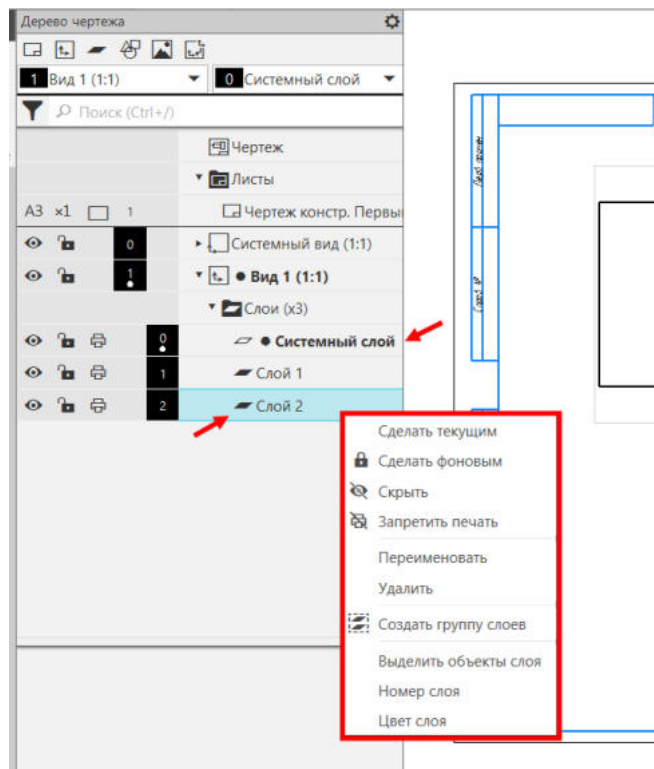 Дерево чертежа
1 Вид 1 (1:1) 0 Системный слой
Поиск (Ctrl+/)
Чертеж
Листы
А3 ×1 1 Чертеж констр. Первый
0 Системный вид (1:1)
1 Вид 1 (1:1)
Слои (x3)
0 Системный слой
1 Слой 1
2 Слой 2
Сделать текущим
Сделать фоновым
Скрыть
Запретить печать
Переименовать
Удалить
Создать группу слоев
Выделить объекты слоя
Номер слоя
Цвет слоя